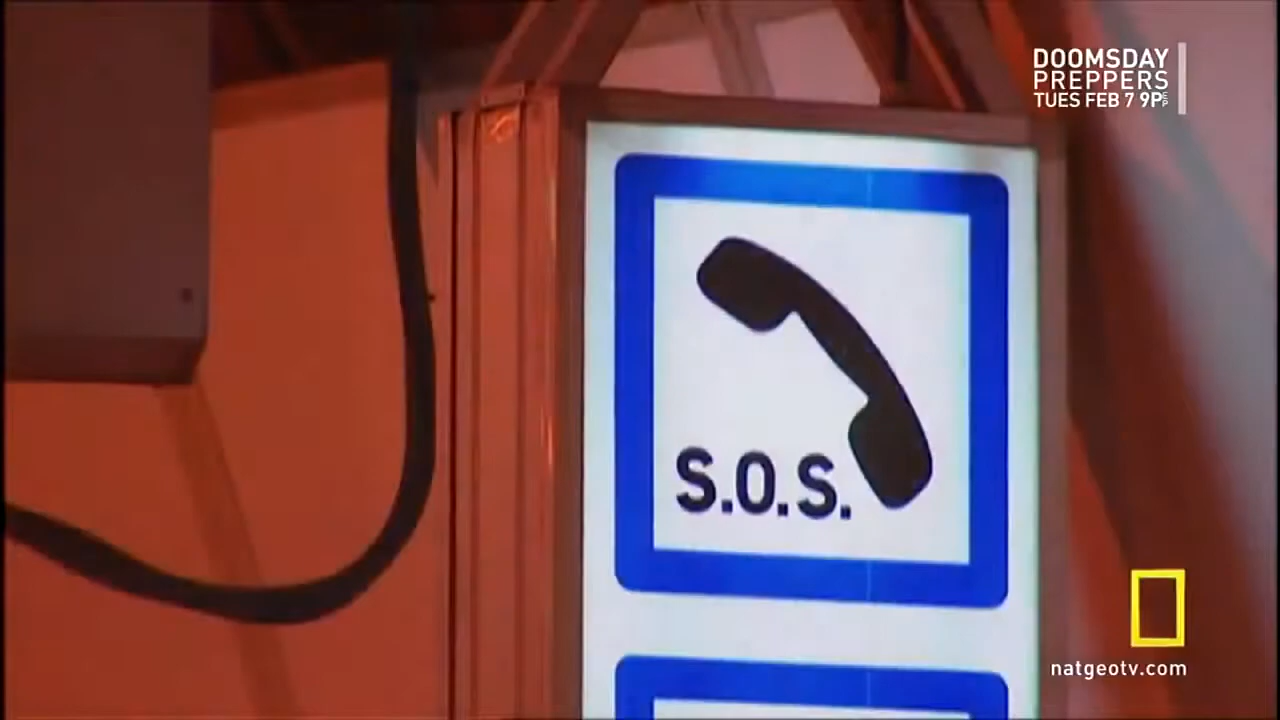 DOOMSDAY
PREPPERS
TUES FEB 7 9P
S.O.S.
natgeotv.com